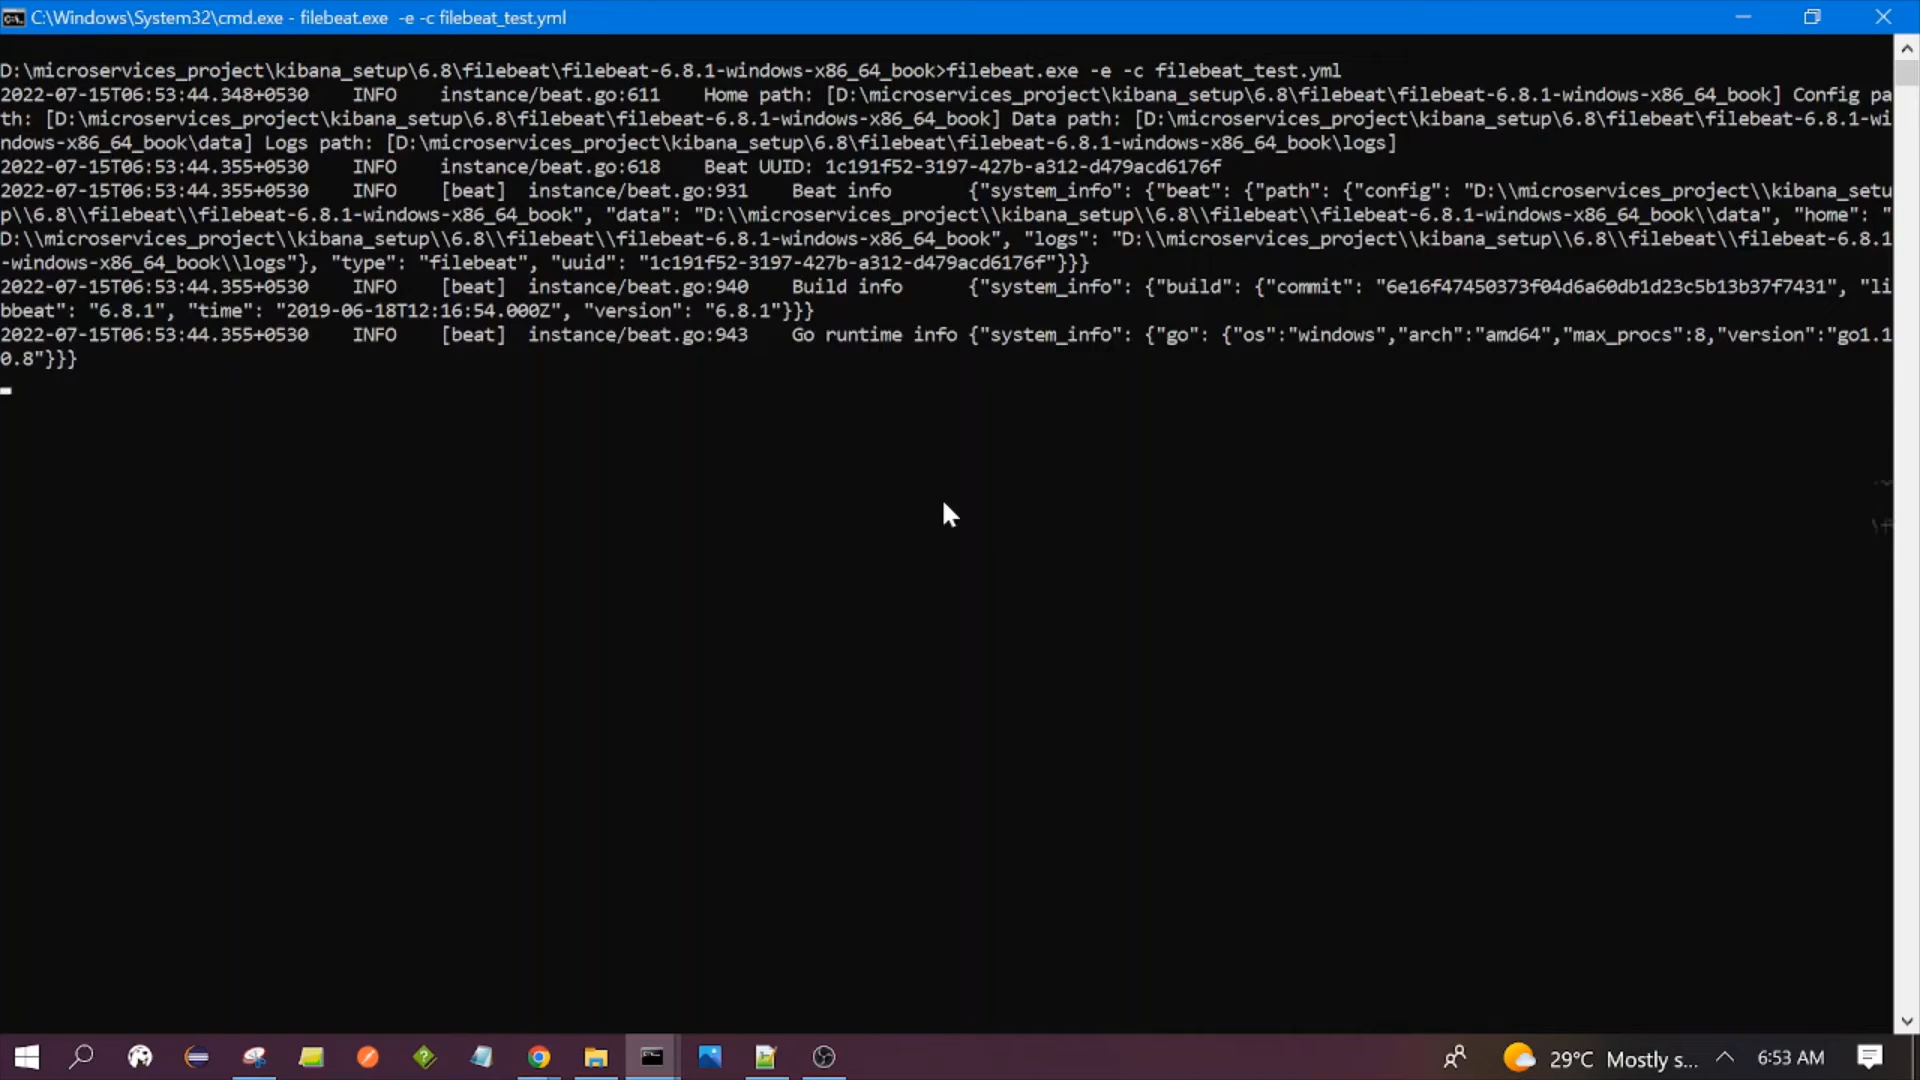 C:\Windows\System32\cmd.exe - filebeat.exe  -e -c filebeat_test.yml
D:\microservices_project\kibana_setup\6.8\filebeat\filebeat-6.8.1-windows-x86_64_book>filebeat.exe -e -c filebeat_test.yml
2022-07-15T06:53:44.348+0530    INFO    instance/beat.go:611    Home path: [D:\microservices_project\kibana_setup\6.8\filebeat\filebeat-6.8.1-windows-x86_64_book] Config pa
th: [D:\microservices_project\kibana_setup\6.8\filebeat\filebeat-6.8.1-windows-x86_64_book] Data path: [D:\microservices_project\kibana_setup\6.8\filebeat\filebeat-6.8.1-wi
ndows-x86_64_book\data] Logs path: [D:\microservices_project\kibana_setup\6.8\filebeat\filebeat-6.8.1-windows-x86_64_book\logs]
2022-07-15T06:53:44.355+0530    INFO    instance/beat.go:618    Beat UUID: 1c191f52-3197-427b-a312-d479acd6176f
2022-07-15T06:53:44.355+0530    INFO    [beat]  instance/beat.go:931    Beat info       {"system_info": {"beat": {"path": {"config": "D:\\microservices_project\\kibana_setu
p\\6.8\\filebeat\\filebeat-6.8.1-windows-x86_64_book", "data": "D:\\microservices_project\\kibana_setup\\6.8\\filebeat\\filebeat-6.8.1-windows-x86_64_book\\data", "home": "
D:\\microservices_project\\kibana_setup\\6.8\\filebeat\\filebeat-6.8.1-windows-x86_64_book", "logs": "D:\\microservices_project\\kibana_setup\\6.8\\filebeat\\filebeat-6.8.1
-windows-x86_64_book\\logs"}, "type": "filebeat", "uuid": "1c191f52-3197-427b-a312-d479acd6176f"}}}
2022-07-15T06:53:44.355+0530    INFO    [beat]  instance/beat.go:940    Build info      {"system_info": {"build": {"commit": "6e16f47450373f04d6a60db1d23c5b13b37f7431", "li
bbeat": "6.8.1", "time": "2019-06-18T12:16:54.000Z", "version": "6.8.1"}}}
2022-07-15T06:53:44.355+0530    INFO    [beat]  instance/beat.go:943    Go runtime info {"system_info": {"go": {"os":"windows","arch":"amd64","max_procs":8,"version":"go1.1
0.8"}}}
29°C  Mostly s...
6:53 AM